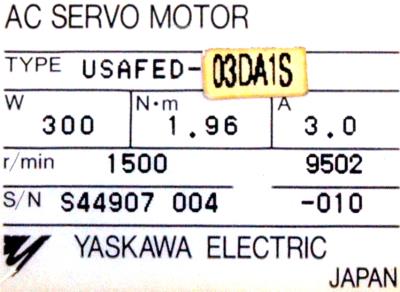 AC SERVO MOTOR
TYPE USAFED-03DA1S
W N·m A
300 1.96 3.0
r/min 1500 9502
S/N S44907 004 -010
YASKAWA ELECTRIC
JAPAN